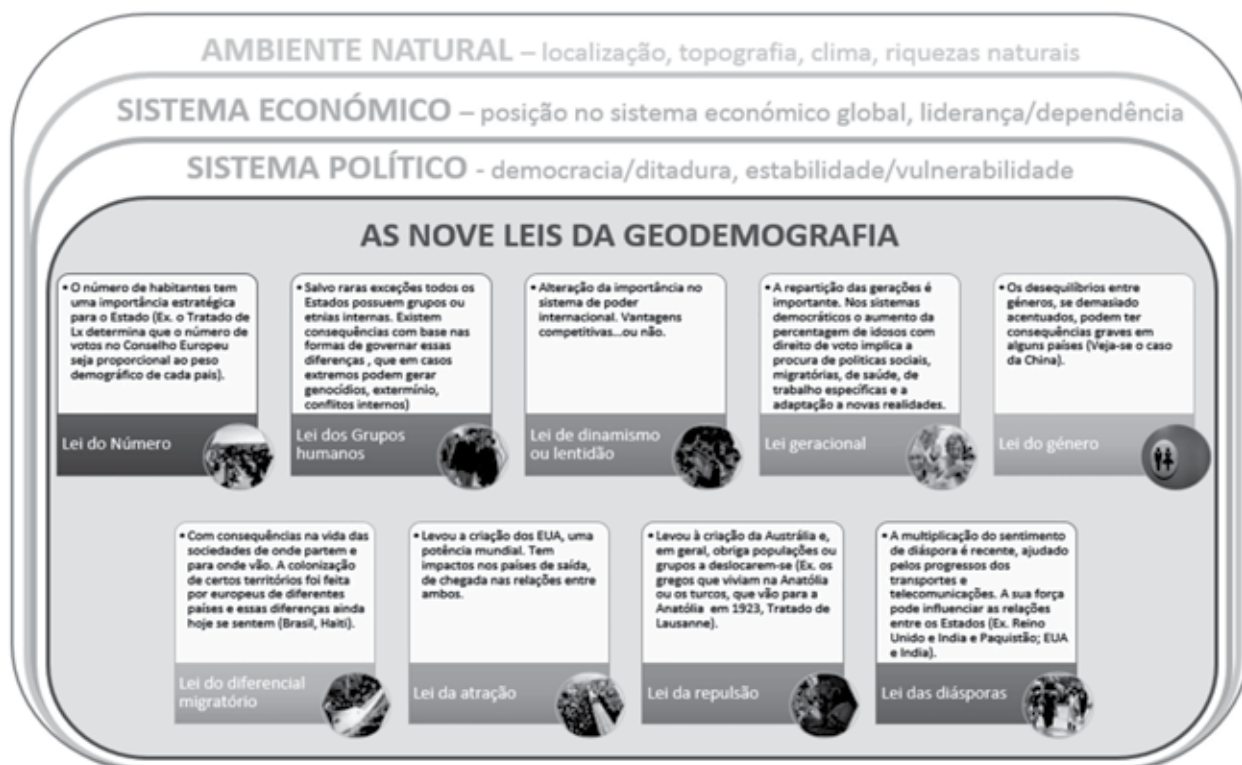 AMBIENTE NATURAL – localização, topografia, clima, riquezas naturais
SISTEMA ECONÓMICO – posição no sistema económico global, liderança/dependência
SISTEMA POLÍTICO - democracia/ditadura, estabilidade/vulnerabilidade
AS NOVE LEIS DA GEODEMOGRAFIA
• O número de habitantes tem
uma importância estratégica
para o Estado (Ex. o Tratado de
Lx determina que o número de
votos no Conselho Europeu
seja proporcional ao peso
demográfico de cada país).
Lei do Número
• Salvo raras exceções todos os
Estados possuem grupos ou
etnias internas. Existem
consequências com base nas
formas de governar essas
diferenças , que em casos
extremos podem gerar
genocídios, extermínio,
conflitos internos)
Lei dos Grupos
humanos
• Alteração da importância no
sistema de poder
internacional. Vantagens
competitivas...ou não.
Lei de dinamismo
ou lentidão
• A repartição das gerações é
importante. Nos sistemas
democráticos o aumento da
percentagem de idosos com
direito de voto implica a
procura de politicas sociais,
migratórias, de saúde, de
trabalho específicas e a
adaptação a novas realidades.
Lei geracional
• Os desequilíbrios entre
géneros, se demasiado
acentuados, podem ter
consequências graves em
alguns países (Veja-se o caso
da China).
Lei do género
• Com consequências na vida das
sociedades de onde partem e
para onde vão. A colonização
de certos territórios foi feita
por europeus de diferentes
países e essas diferenças ainda
hoje se sentem (Brasil, Haiti).
Lei do diferencial
migratório
• Levou a criação dos EUA, uma
potência mundial. Tem
impactos nos países de saída,
de chegada nas relações entre
ambos.
Lei da atração
• Levou à criação da Austrália e,
em geral, obriga populações ou
grupos a deslocarem-se (Ex. os
gregos que viviam na Anatólia
ou os turcos, que vão para a
Anatólia em 1923, Tratado de
Lausanne).
Lei da repulsão
• A multiplicação do sentimento
de diáspora é recente, ajudado
pelos progressos dos
transportes e
telecomunicações. A sua força
pode influenciar as relações
entre os Estados (Ex. Reino
Unido e India e Paquistão; EUA
e India).
Lei das diásporas